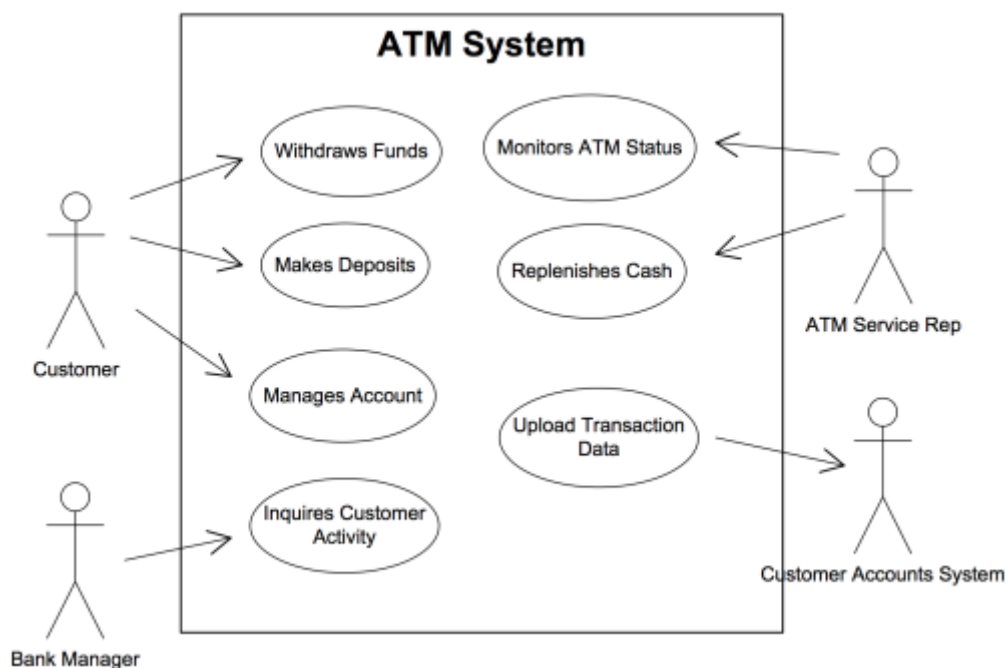 ATM System
Withdraws Funds
Monitors ATM Status
Makes Deposits
Replenishes Cash
ATM Service Rep
Customer
Manages Account
Upload Transaction
Data
Inquires Customer
Activity
Customer Accounts System
Bank Manager